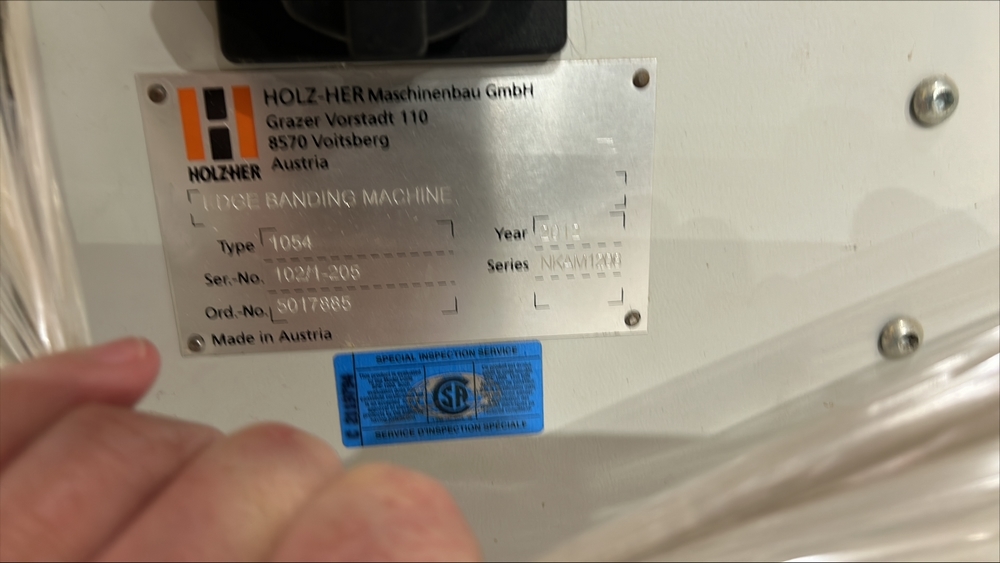 HOLZ-HER Maschinenbau GmbH
Grazer Vorstadt 110
8570 Voitsberg
Austria
HOLZHER
EDGE BANDING MACHINE
Type 1054
Year
Ser.-No. 102/1-205
Series
Ord.-No. 5017885
Made in Austria
SPECIAL INSPECTION SERVICE
SERVICE D'INSPECTION SPECIALE